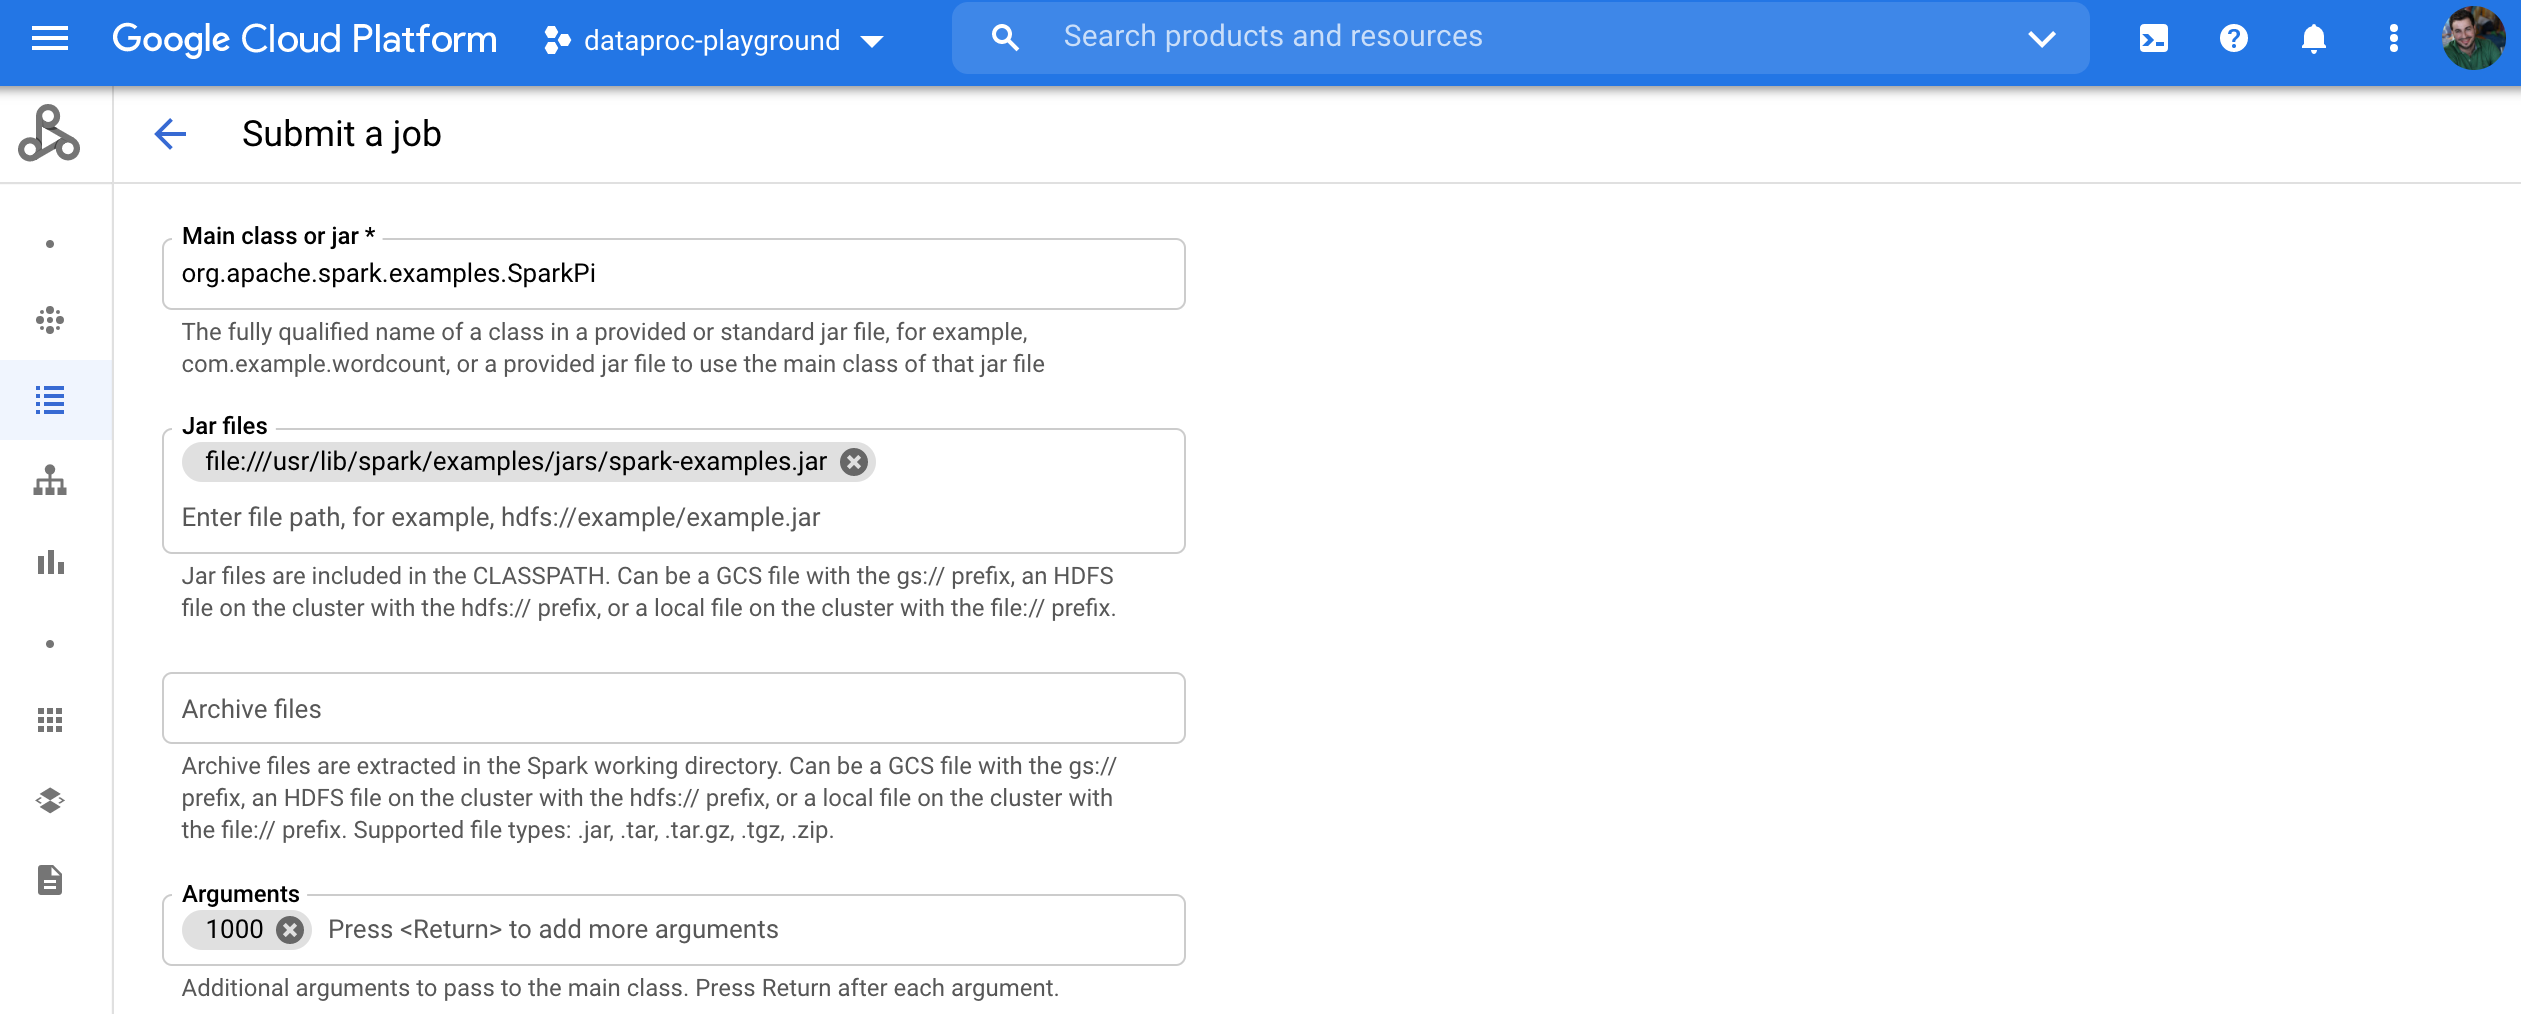 Google Cloud Platform
dataproc-playground
Search products and resources
Submit a job
Main class or jar *
org.apache.spark.examples.SparkPi
The fully qualified name of a class in a provided or standard jar file, for example,
com.example.wordcount, or a provided jar file to use the main class of that jar file
Jar files
file:///usr/lib/spark/examples/jars/spark-examples.jar
Enter file path, for example, hdfs://example/example.jar
Jar files are included in the CLASSPATH. Can be a GCS file with the gs:// prefix, an HDFS
file on the cluster with the hdfs:// prefix, or a local file on the cluster with the file:// prefix.
Archive files
Archive files are extracted in the Spark working directory. Can be a GCS file with the gs://
prefix, an HDFS file on the cluster with the hdfs:// prefix, or a local file on the cluster with
the file:// prefix. Supported file types: .jar, .tar, .tar.gz, .tgz, .zip.
Arguments
1000 Press <Return> to add more arguments
Additional arguments to pass to the main class. Press Return after each argument.